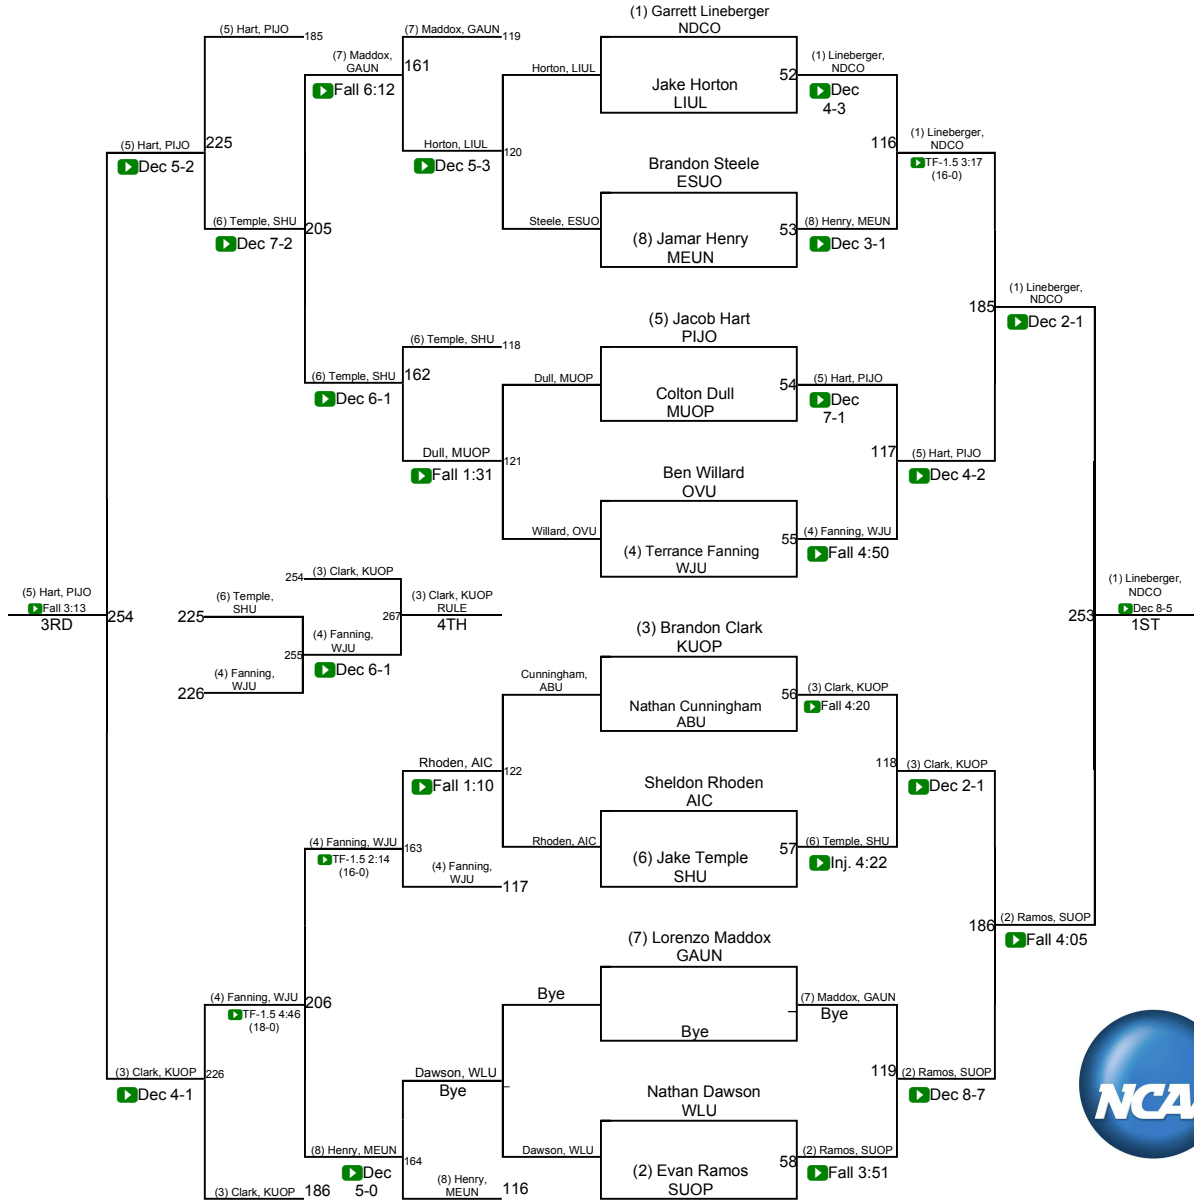 (1) Garrett Lineberger
NDCO
(5) Hart, PIJO
185
(7) Maddox, GAUN
119
(7) Maddox,
GAUN
161
Fall 6:12
Horton, LIUL
52
(1) Lineberger,
NDCO
Jake Horton
LIUL
Dec
4-3
(5) Hart, PIJO
225
Dec 5-2
Horton, LIUL
120
Dec 5-3
116
(1) Lineberger,
NDCO
TF-1.5 3:17
(16-0)
Brandon Steele
ESUO
(6) Temple, SHU
205
Dec 7-2
Steele, ESUO
(8) Jamar Henry
MEUN
53
(8) Henry, MEUN
Dec 3-1
185
(1) Lineberger,
NDCO
Dec 2-1
(5) Jacob Hart
PIJO
(6) Temple, SHU
118
(6) Temple, SHU
162
Dec 6-1
Dull, MUOP
Colton Dull
MUOP
54
(5) Hart, PIJO
Dec
7-1
Dull, MUOP
121
Fall 1:31
117
(5) Hart, PIJO
Dec 4-2
Ben Willard
OVU
Willard, OVU
(4) Terrance Fanning
WJU
55
(4) Fanning, WJU
Fall 4:50
254
(3) Clark, KUOP
(5) Hart, PIJO
Fall 3:13
3RD
254
225
(6) Temple,
SHU
267
(3) Clark, KUOP
RULE
4TH
253
(1) Lineberger,
NDCO
Dec 8-5
1ST
(4) Fanning,
WJU
255
Dec 6-1
226
(4) Fanning,
WJU
(3) Brandon Clark
KUOP
Cunningham,
ABU
Nathan Cunningham
ABU
56
(3) Clark, KUOP
Fall 4:20
Rhoden, AIC
122
Fall 1:10
118
(3) Clark, KUOP
Dec 2-1
Sheldon Rhoden
AIC
(4) Fanning, WJU
163
TF-1.5 2:14
(16-0)
Rhoden, AIC
(6) Jake Temple
SHU
57
(6) Temple, SHU
Inj. 4:22
(4) Fanning,
WJU
117
186
(2) Ramos, SUOP
Fall 4:05
(7) Lorenzo Maddox
GAUN
(4) Fanning, WJU
206
TF-1.5 4:46
(18-0)
Bye
Bye
(7) Maddox, GAUN
Bye
(3) Clark, KUOP
226
Dec 4-1
Dawson, WLU
Bye
119
(2) Ramos, SUOP
Dec 8-7
Nathan Dawson
WLU
(8) Henry, MEUN
164
Dec
5-0
Dawson, WLU
(2) Evan Ramos
SUOP
58
(2) Ramos, SUOP
Fall 3:51
(3) Clark, KUOP
186
(8) Henry,
MEUN
116
NCA